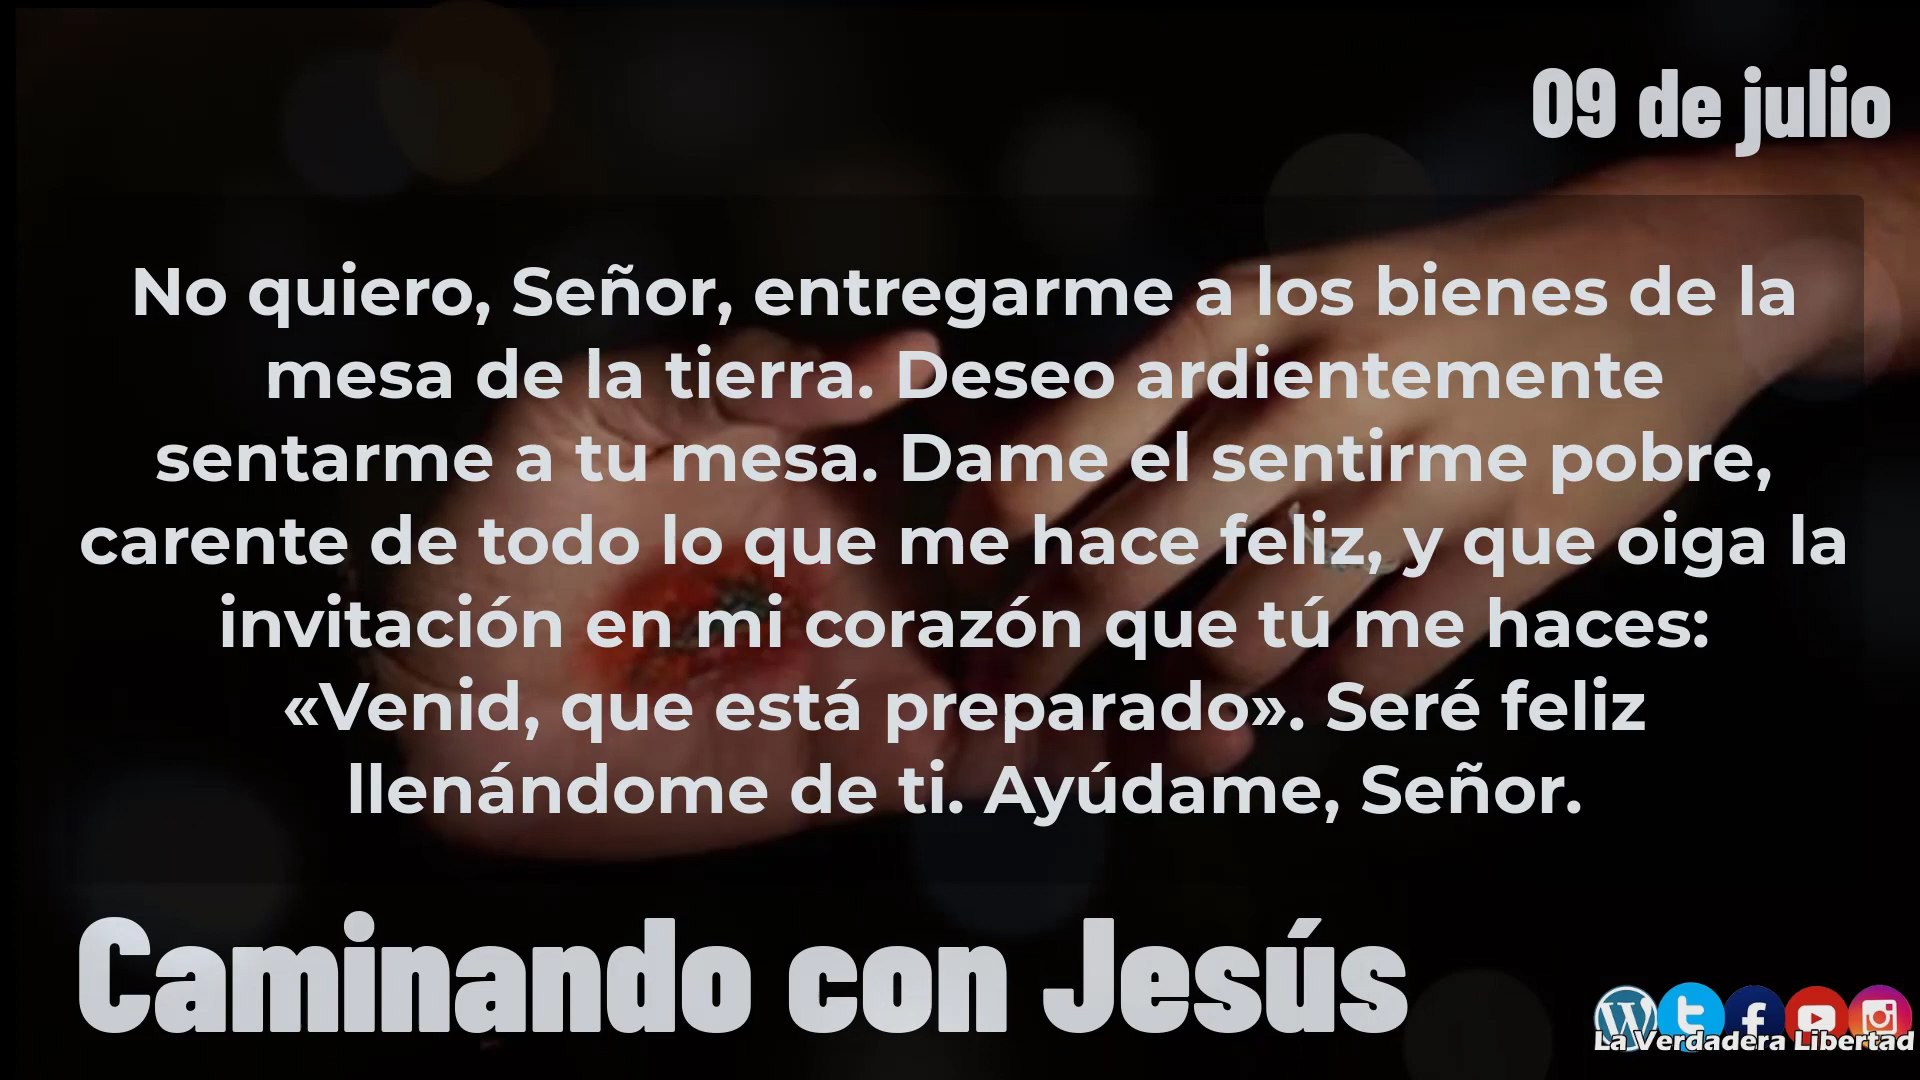 09 de julio
No quiero, Señor, entregarme a los bienes de la
mesa de la tierra. Deseo ardientemente
sentarme a tu mesa. Dame el sentirme pobre,
carente de todo lo que me hace feliz, y que oiga la
invitación en mi corazón que tú me haces:
«Venid, que está preparado». Seré feliz
llenándome de ti. Ayúdame, Señor.
Caminando con Jesús
La Verdadera Libertad